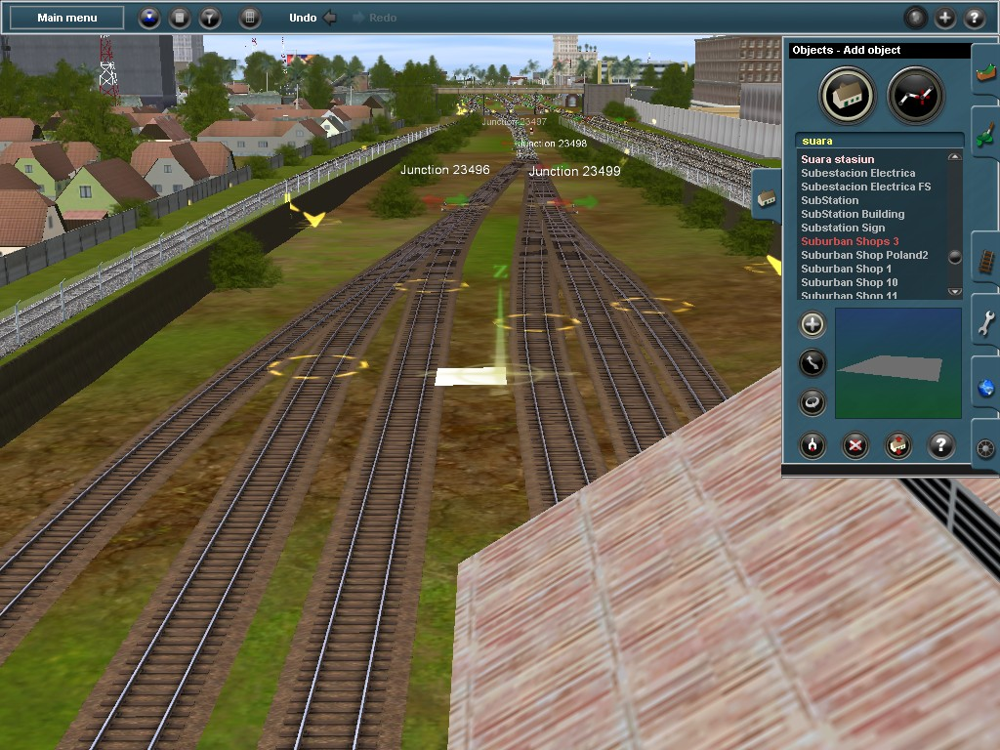 Main menu
Undo
Redo
Objects - Add object
suara
Suara stasiun
Subestacion Electrica
Subestacion Electrica FS
SubStation
SubStation Building
Substation Sign
Suburban Shops 3
Suburban Shop Poland2
Suburban Shop 1
Suburban Shop 10
Suburban Shop 11
Junction 23497
Junction 23498
Junction 23496
Junction 23499
Z